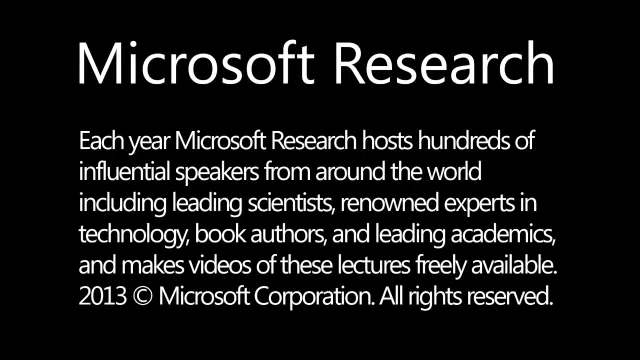 Microsoft Research
Each year Microsoft Research hosts hundreds of
influential speakers from around the world
including leading scientists, renowned experts in
technology, book authors, and leading academics,
and makes videos of these lectures freely available.
2013 © Microsoft Corporation. All rights reserved.